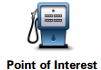 Point of Interest